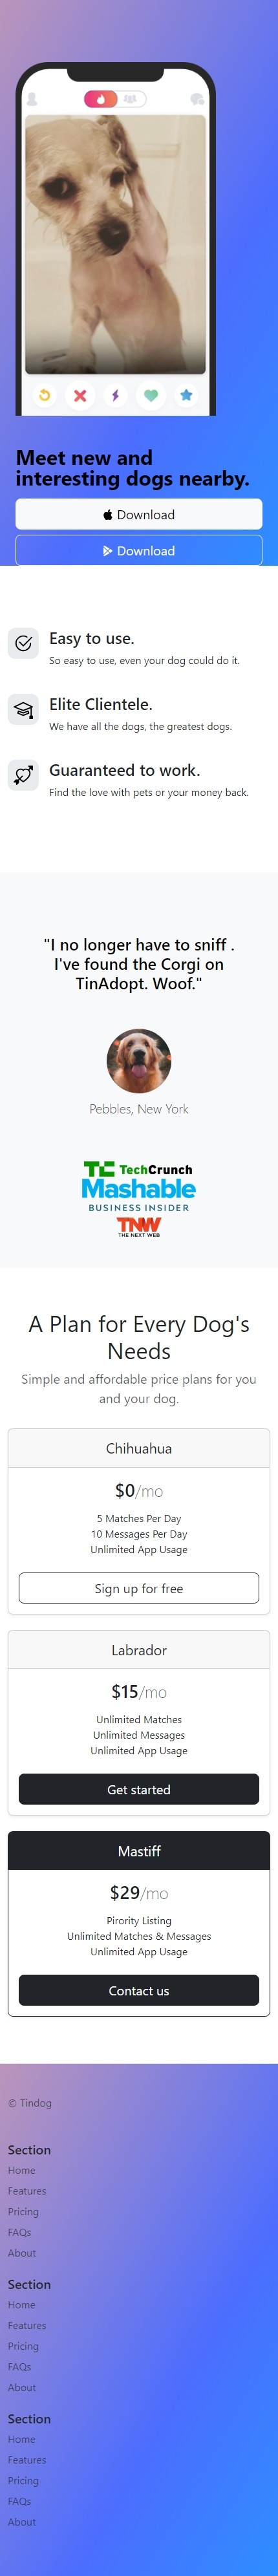 Meet new and
interesting dogs nearby.
Download
Download
Easy to use.
So easy to use, even your dog could do it.
Elite Clientele.
We have all the dogs, the greatest dogs.
Guaranteed to work.
Find the love with pets or your money back.
"I no longer have to sniff .
I've found the Corgi on
TinAdopt. Woof."
Pebbles, New York
TC TechCrunch
Mashable
BUSINESS INSIDER
TNW
THE NEXT WEB
A Plan for Every Dog's
Needs
Simple and affordable price plans for you
and your dog.
Chihuahua
$0/mo
5 Matches Per Day
10 Messages Per Day
Unlimited App Usage
Sign up for free
Labrador
$15/mo
Unlimited Matches
Unlimited Messages
Unlimited App Usage
Get started
Mastiff
$29/mo
Pirority Listing
Unlimited Matches & Messages
Unlimited App Usage
Contact us
© Tindog
Section
Home
Features
Pricing
FAQs
About
Section
Home
Features
Pricing
FAQs
About
Section
Home
Features
Pricing
FAQs
About